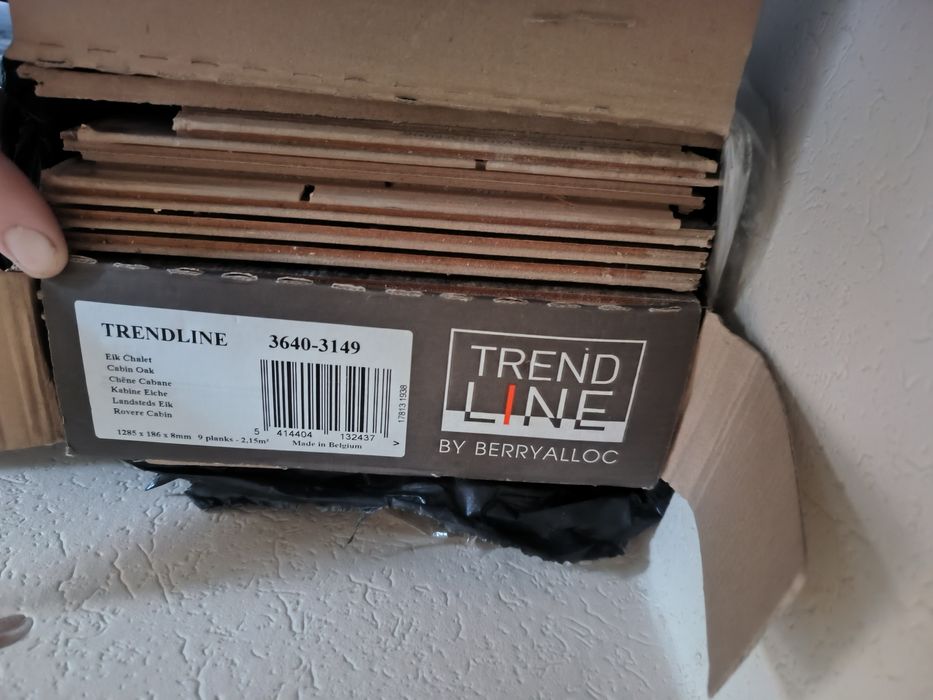 TRENDLINE 3640-3149
Eik Chalet
Cabin Oak
Chêne Cabane
Kabine Eiche
Landsteds Eik
Rovere Cabin
1285 x 186 x 8mm 9 planks - 2,15m²
5 414404 132437 >
Made in Belgium
17813 1938
TREND
LINE
BY BERRYALLOC